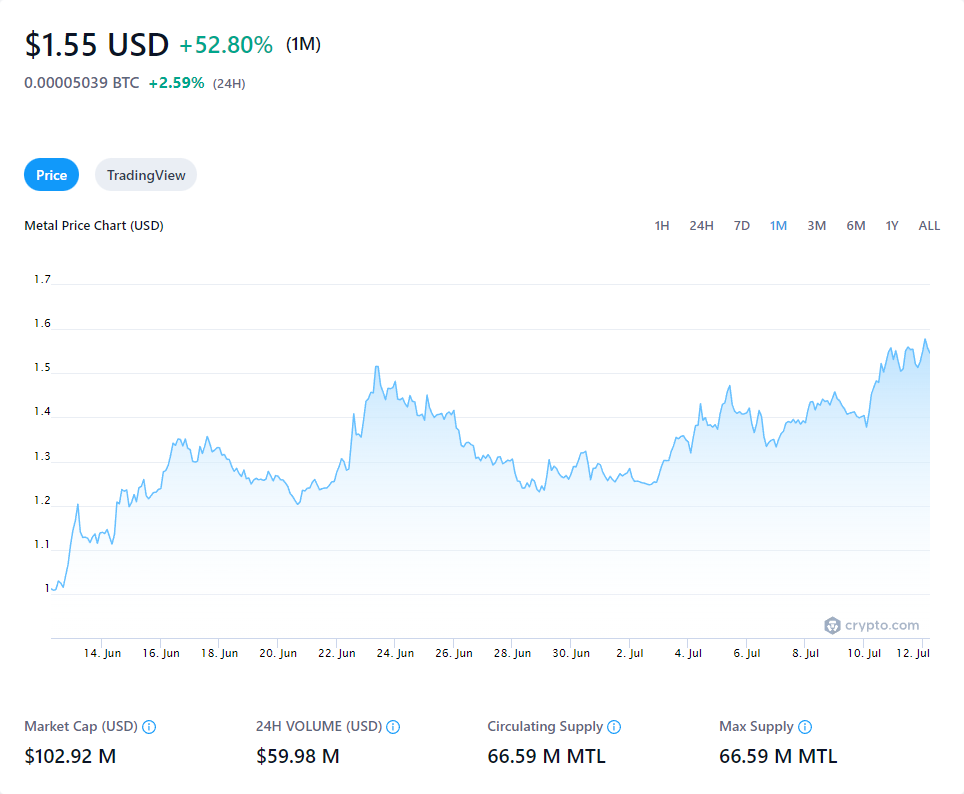 $1.55 USD +52.80% (1M)
0.00005039 BTC +2.59% (24H)
Price TradingView
Metal Price Chart (USD) 1H 24H 7D 1M 3M 6M 1Y ALL
1.7
1.6
1.5
1.4
1.3
1.2
1.1
1
crypto.com
14. Jun 16. Jun 18. Jun 20. Jun 22. Jun 24. Jun 26. Jun 28. Jun 30. Jun 2. Jul 4. Jul 6. Jul 8. Jul 10. Jul 12. Jul
Market Cap (USD) 24H VOLUME (USD) Circulating Supply Max Supply
$102.92 M $59.98 M 66.59 M MTL 66.59 M MTL